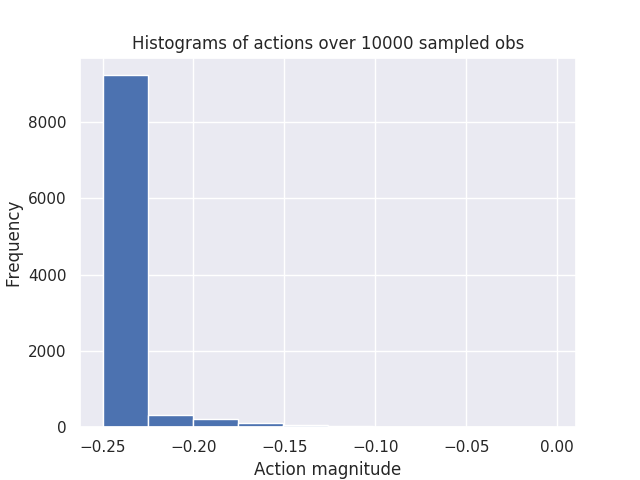 Histograms of actions over 10000 sampled obs
Frequency
8000
6000
4000
2000
0
−0.25 −0.20 −0.15 −0.10 −0.05 0.00
Action magnitude